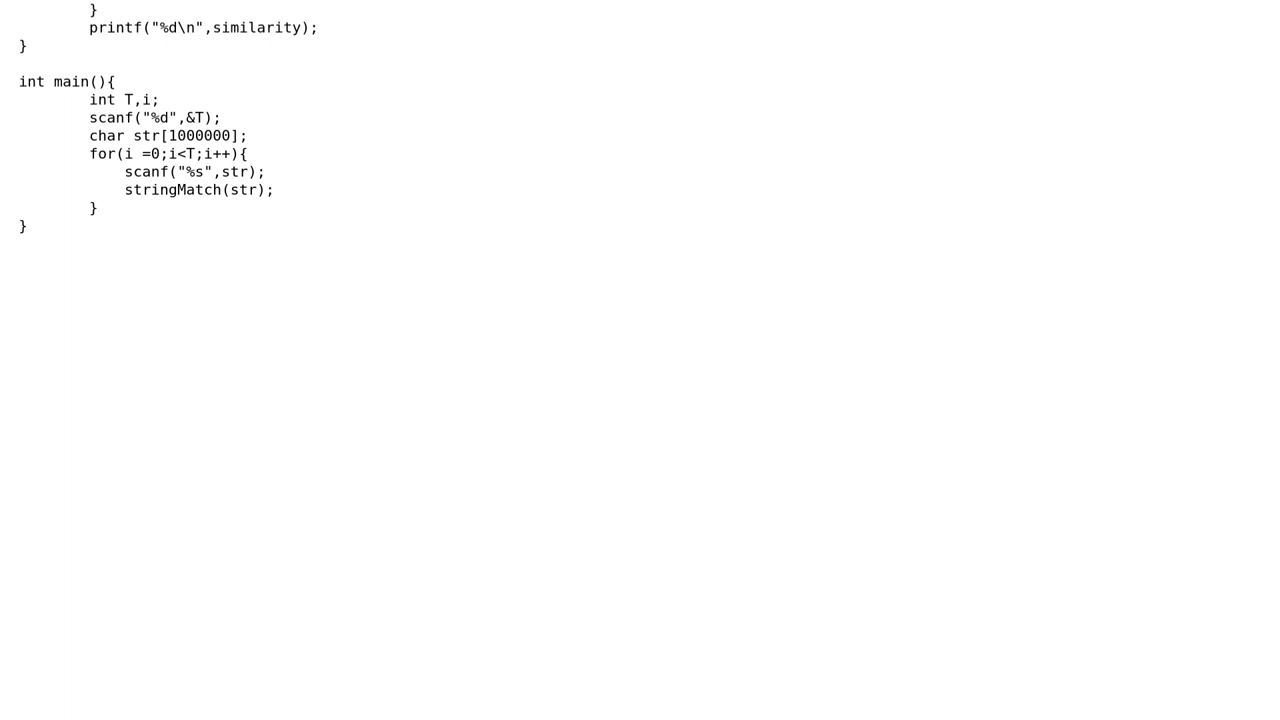 }
        printf("%d\n",similarity);
}

int main(){
        int T,i;
        scanf("%d",&T);
        char str[1000000];
        for(i =0;i<T;i++){
            scanf("%s",str);
            stringMatch(str);
        }
}